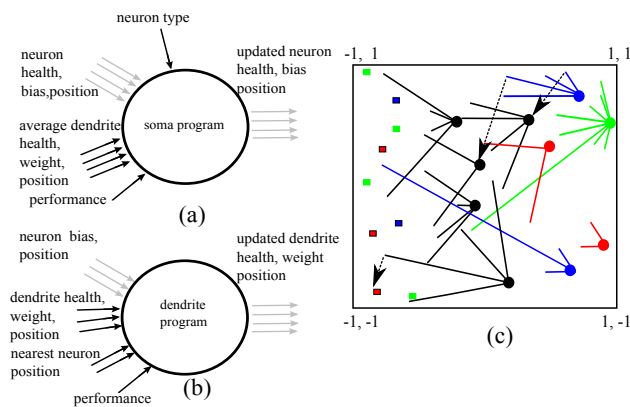 neuron type
(a)
neuron
health,
bias,position
updated neuron
health, bias
position
average dendrite
health,
weight,
position
performance
soma program
neuron bias,
position
updated dendrite
health, weight
position
dendrite health,
weight,
position
nearest neuron
position
performance
dendrite
program
(b)
-1, 1
1, 1
-1, -1
1, -1
(c)